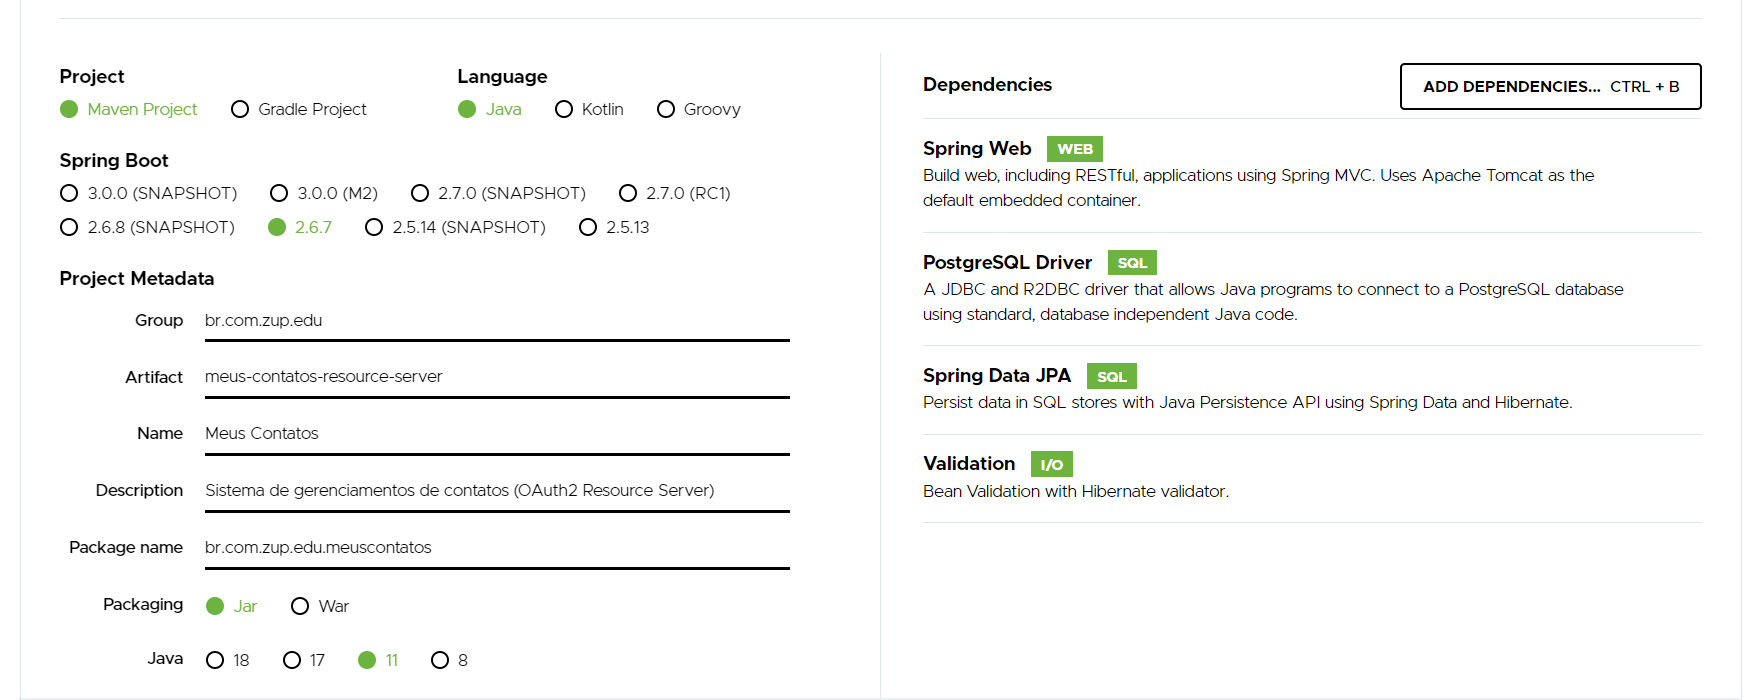 Project
Maven Project Gradle Project
Language
Java Kotlin Groovy
Spring Boot
3.0.0 (SNAPSHOT) 3.0.0 (M2) 2.7.0 (SNAPSHOT) 2.7.0 (RC1)
2.6.8 (SNAPSHOT) 2.6.7 2.5.14 (SNAPSHOT) 2.5.13
Project Metadata
Group br.com.zup.edu
Artifact meus-contatos-resource-server
Name Meus Contatos
Description Sistema de gerenciamentos de contatos (OAuth2 Resource Server)
Package name br.com.zup.edu.meuscontatos
Packaging Jar War
Java 18 17 11 8
Dependencies ADD DEPENDENCIES... CTRL + B
Spring Web WEB
Build web, including RESTful, applications using Spring MVC. Uses Apache Tomcat as the
default embedded container.
PostgreSQL Driver SQL
A JDBC and R2DBC driver that allows Java programs to connect to a PostgreSQL database
using standard, database independent Java code.
Spring Data JPA SQL
Persist data in SQL stores with Java Persistence API using Spring Data and Hibernate.
Validation I/O
Bean Validation with Hibernate validator.